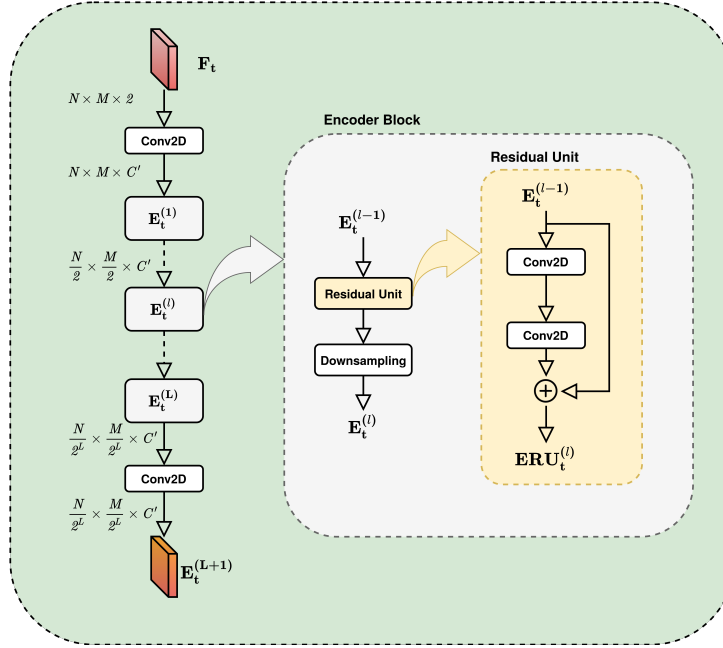 F_t
N × M × 2
Conv2D
N × M × C′
E_t^(1)
N/2 × M/2 × C′
E_t^(l)
E_t^(L)
N/2^L × M/2^L × C′
Conv2D
N/2^L × M/2^L × C′
E_t^(L+1)
Encoder Block
E_t^(l−1)
Residual Unit
Downsampling
E_t^(l)
Residual Unit
E_t^(l−1)
Conv2D
Conv2D
+
ERU_t^(l)